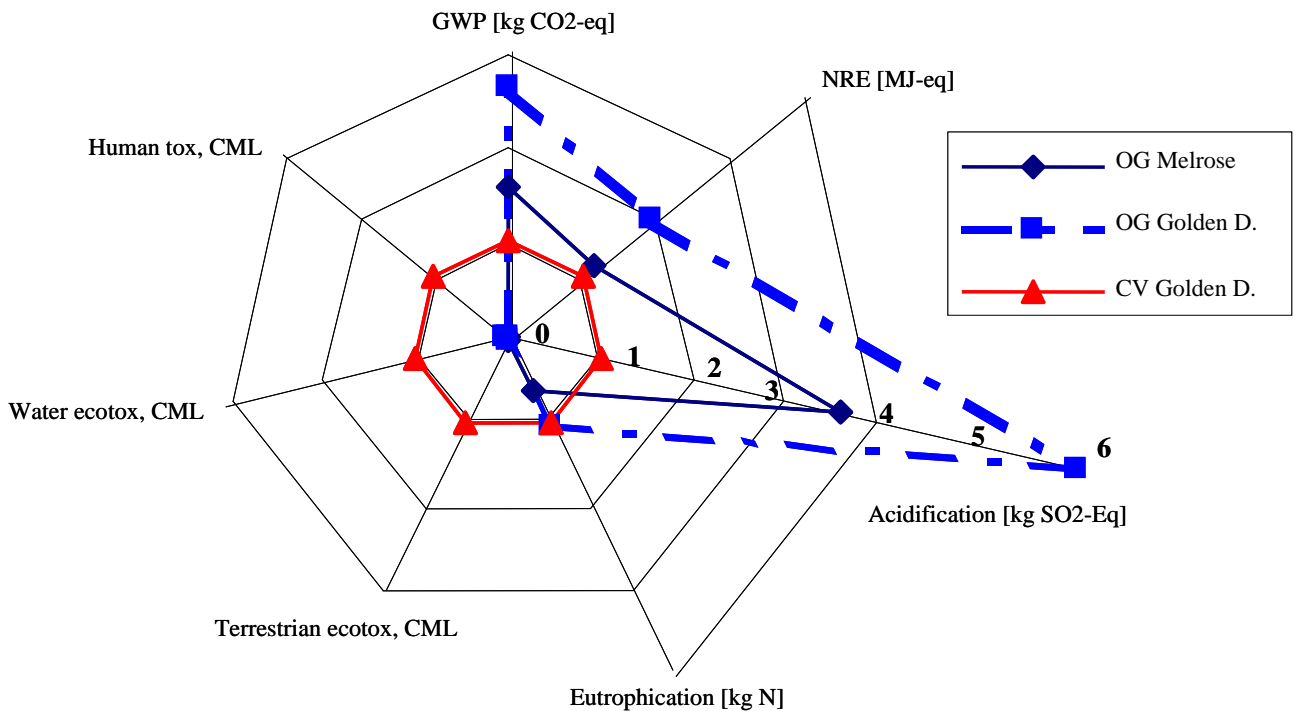 GWP [kg CO2-eq]
NRE [MJ-eq]
Human tox, CML
OG Melrose
OG Golden D.
CV Golden D.
0
1
2
3
4
5
6
Water ecotox, CML
Acidification [kg SO2-Eq]
Terrestrian ecotox, CML
Eutrophication [kg N]